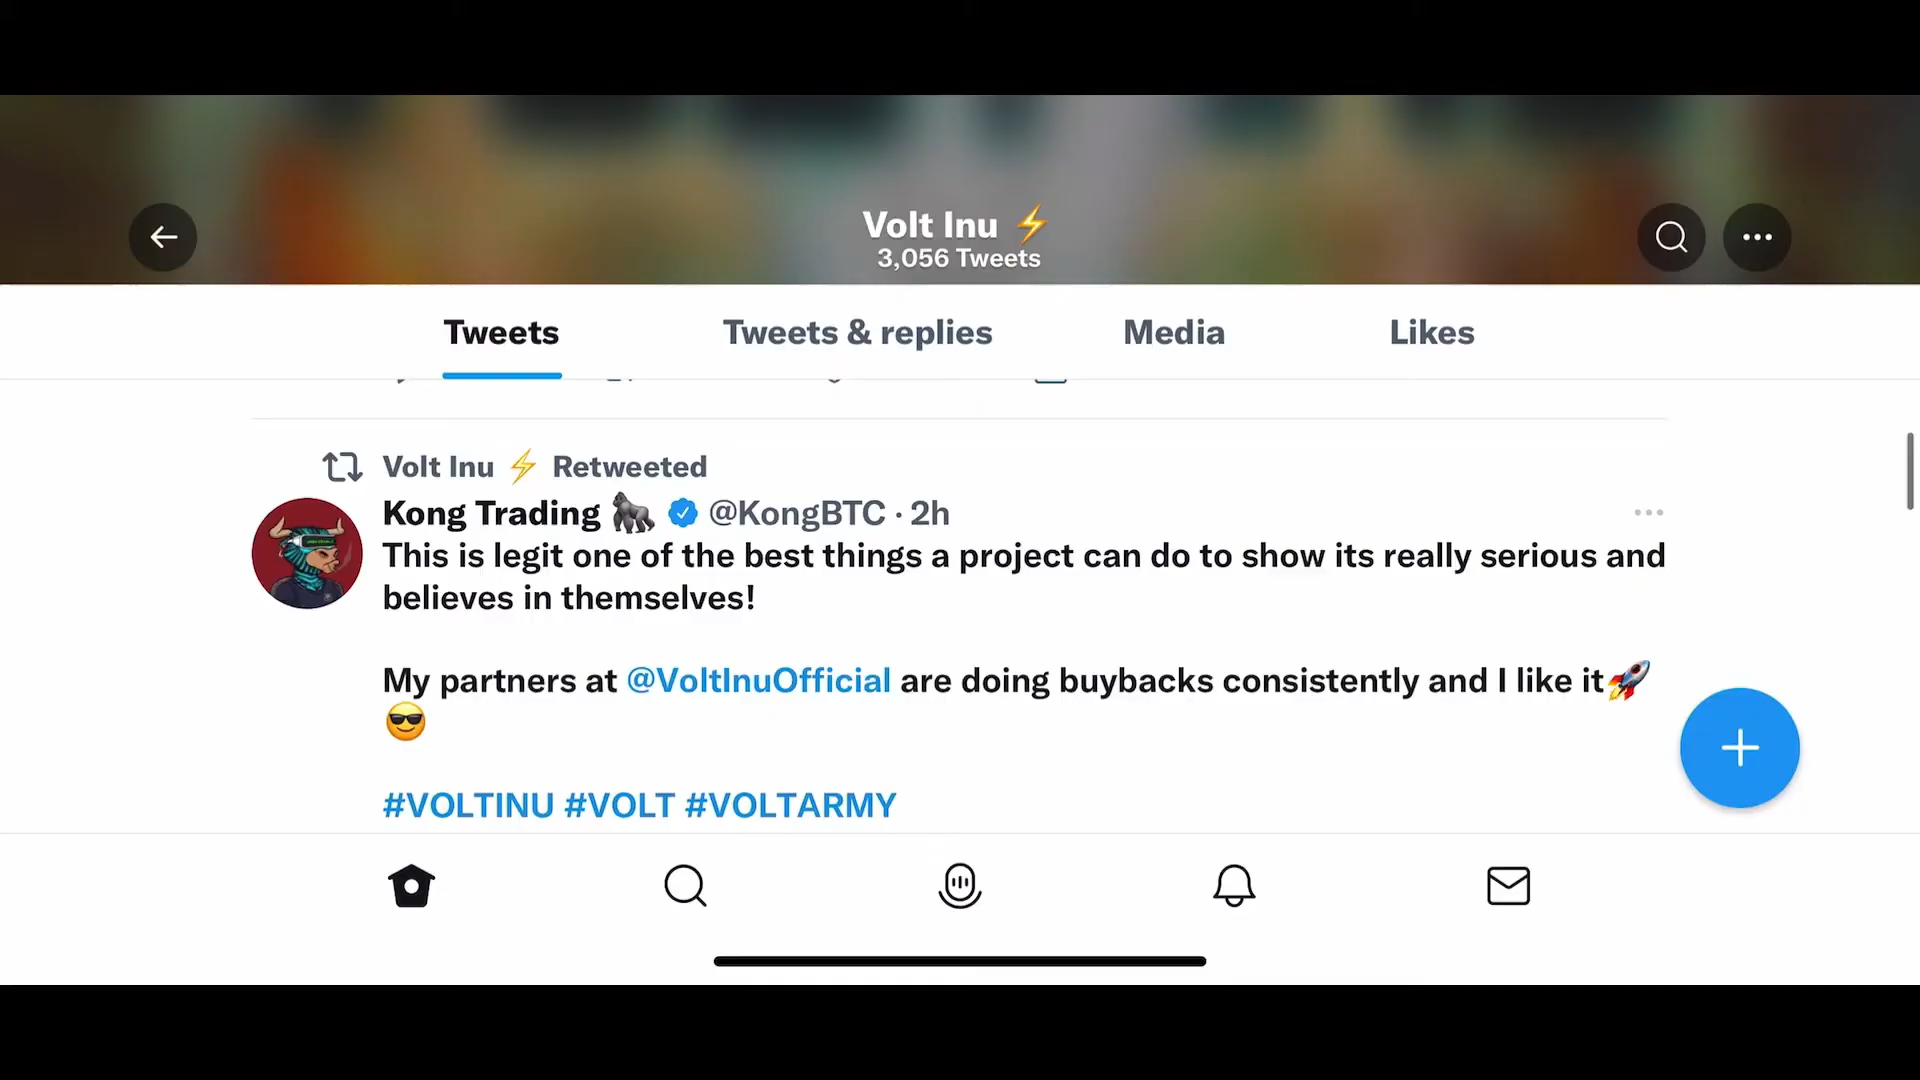 Volt Inu ⚡
3,056 Tweets
Tweets
Tweets & replies
Media
Likes
Volt Inu ⚡ Retweeted
Kong Trading 🦍 @KongBTC · 2h
This is legit one of the best things a project can do to show its really serious and
believes in themselves!
My partners at @VoltInuOfficial are doing buybacks consistently and I like it🚀
😎
#VOLTINU #VOLT #VOLTARMY